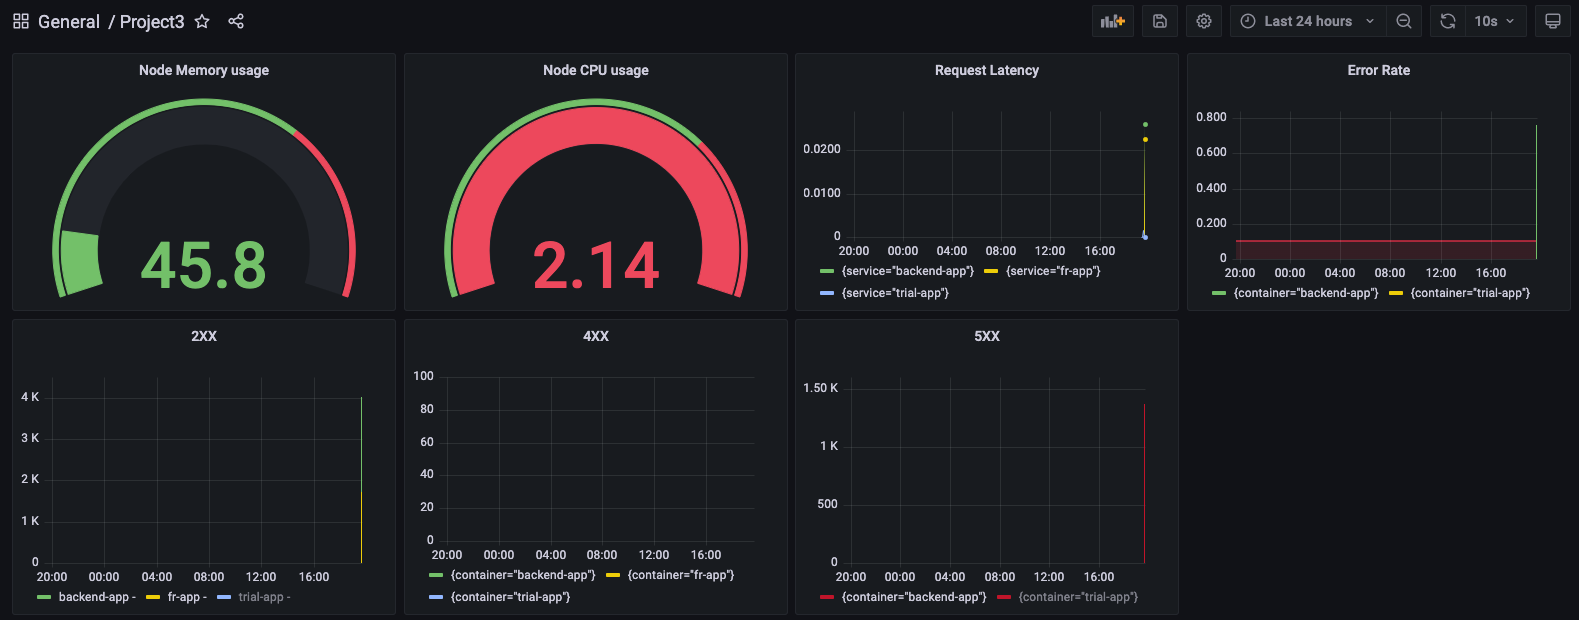 General / Project3
Last 24 hours
10s
Node Memory usage
45.8
Node CPU usage
2.14
Request Latency
0.0200
0.0100
0
20:00 00:00 04:00 08:00 12:00 16:00
{service="backend-app"} {service="fr-app"}
{service="trial-app"}
Error Rate
0.800
0.600
0.400
0.200
0
20:00 00:00 04:00 08:00 12:00 16:00
{container="backend-app"} {container="trial-app"}
2XX
4 K
3 K
2 K
1 K
0
20:00 00:00 04:00 08:00 12:00 16:00
backend-app - fr-app - trial-app -
4XX
100
80
60
40
20
0
20:00 00:00 04:00 08:00 12:00 16:00
{container="backend-app"} {container="fr-app"}
{container="trial-app"}
5XX
1.50 K
1 K
500
0
20:00 00:00 04:00 08:00 12:00 16:00
{container="backend-app"} {container="trial-app"}